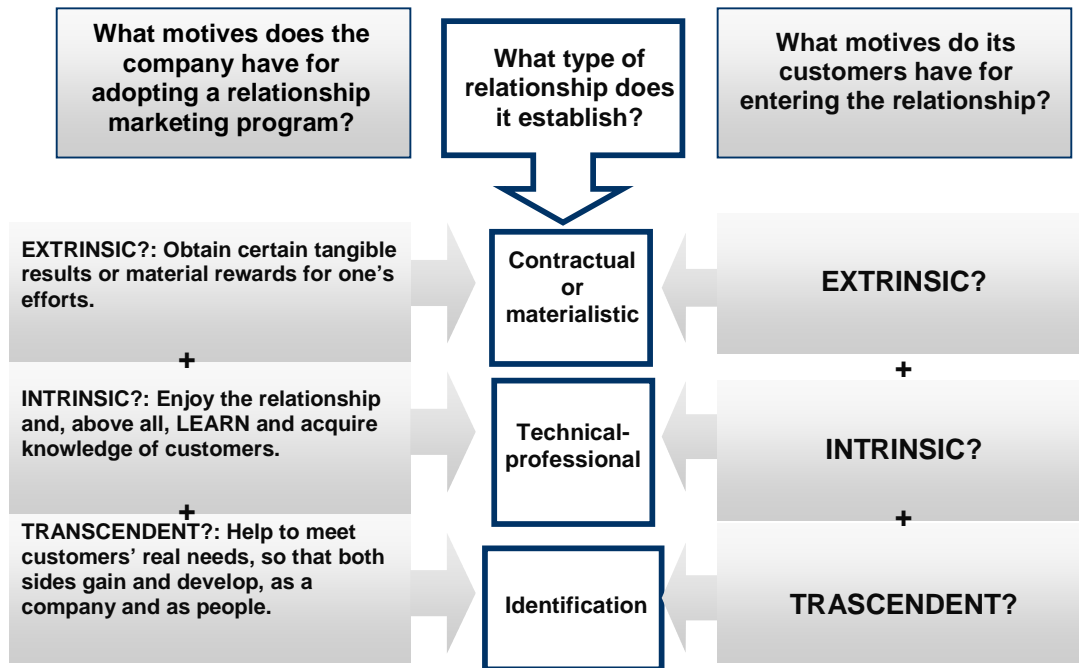 What motives does the
company have for
adopting a relationship
marketing program?
What type of
relationship does
it establish?
What motives do its
customers have for
entering the relationship?
EXTRINSIC?: Obtain certain tangible
results or material rewards for one’s
efforts.
+
INTRINSIC?: Enjoy the relationship
and, above all, LEARN and acquire
knowledge of customers.
+
TRANSCENDENT?: Help to meet
customers’ real needs, so that both
sides gain and develop, as a
company and as people.
Contractual
or
materialistic
Technical-
professional
Identification
EXTRINSIC?
+
INTRINSIC?
+
TRASCENDENT?